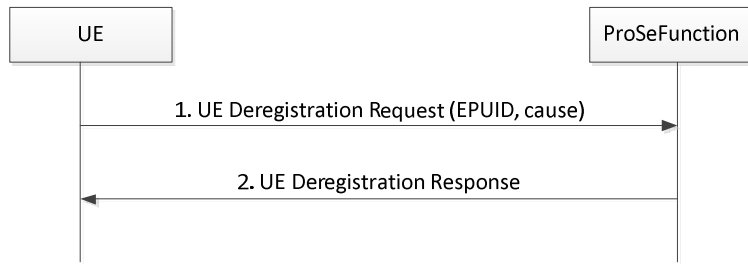 UE
ProSeFunction
1. UE Deregistration Request (EPUID, cause)
2. UE Deregistration Response